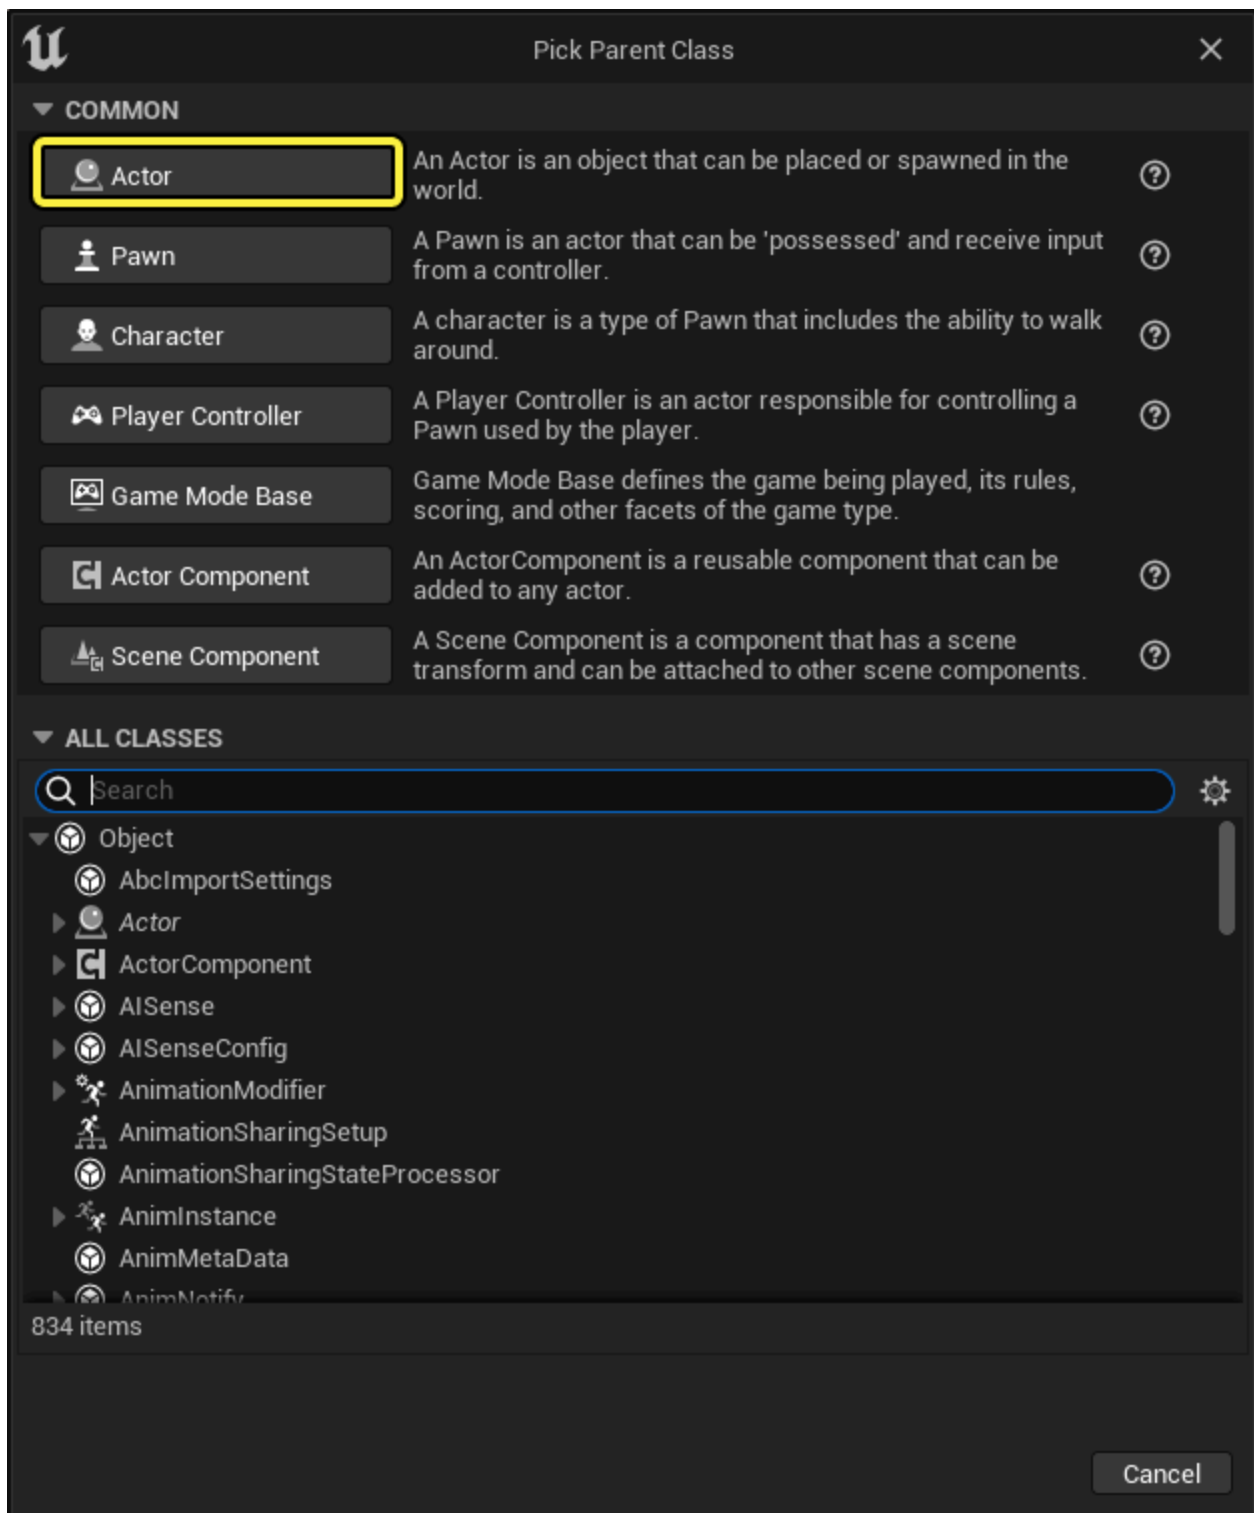 Pick Parent Class
COMMON
Actor
An Actor is an object that can be placed or spawned in the
world.
Pawn
A Pawn is an actor that can be 'possessed' and receive input
from a controller.
Character
A character is a type of Pawn that includes the ability to walk
around.
Player Controller
A Player Controller is an actor responsible for controlling a
Pawn used by the player.
Game Mode Base
Game Mode Base defines the game being played, its rules,
scoring, and other facets of the game type.
Actor Component
An ActorComponent is a reusable component that can be
added to any actor.
Scene Component
A Scene Component is a component that has a scene
transform and can be attached to other scene components.
ALL CLASSES
Search
Object
AbcImportSettings
Actor
ActorComponent
AISense
AISenseConfig
AnimationModifier
AnimationSharingSetup
AnimationSharingStateProcessor
AnimInstance
AnimMetaData
AnimNotify
834 items
Cancel